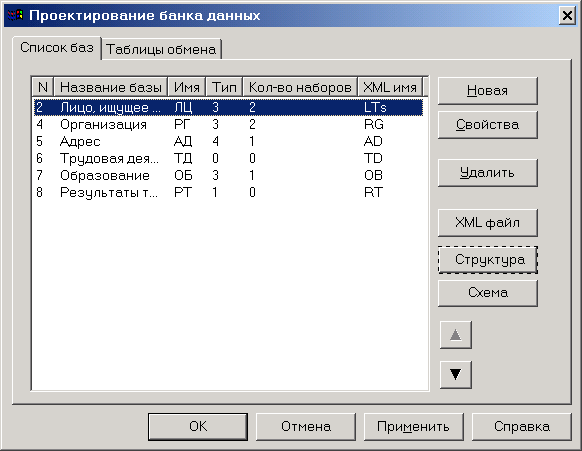 Проектирование банка данных
Список баз Таблицы обмена
N Название базы Имя Тип Кол-во наборов XML имя
2 Лицо, ищущее ... ЛЦ 3 2 LTs
4 Организация РГ 3 2 RG
5 Адрес АД 4 1 AD
6 Трудовая дея... ТД 0 0 TD
7 Образование ОБ 3 1 OB
8 Результаты т... РТ 1 0 RT
Новая
Свойства
Удалить
XML файл
Структура
Схема
OK Отмена Применить Справка